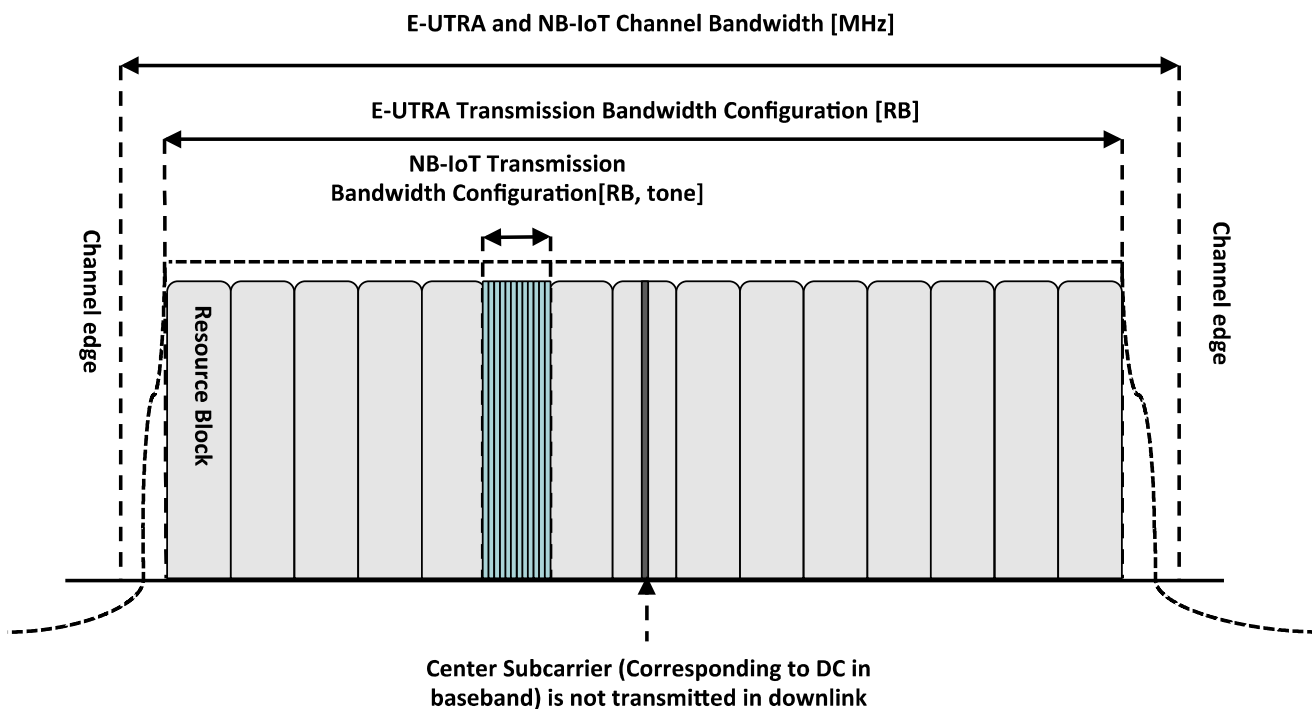 E-UTRA and NB-IoT Channel Bandwidth [MHz]
E-UTRA Transmission Bandwidth Configuration [RB]
NB-IoT Transmission
Bandwidth Configuration[RB, tone]
Channel edge
Resource Block
Channel edge
Center Subcarrier (Corresponding to DC in
baseband) is not transmitted in downlink